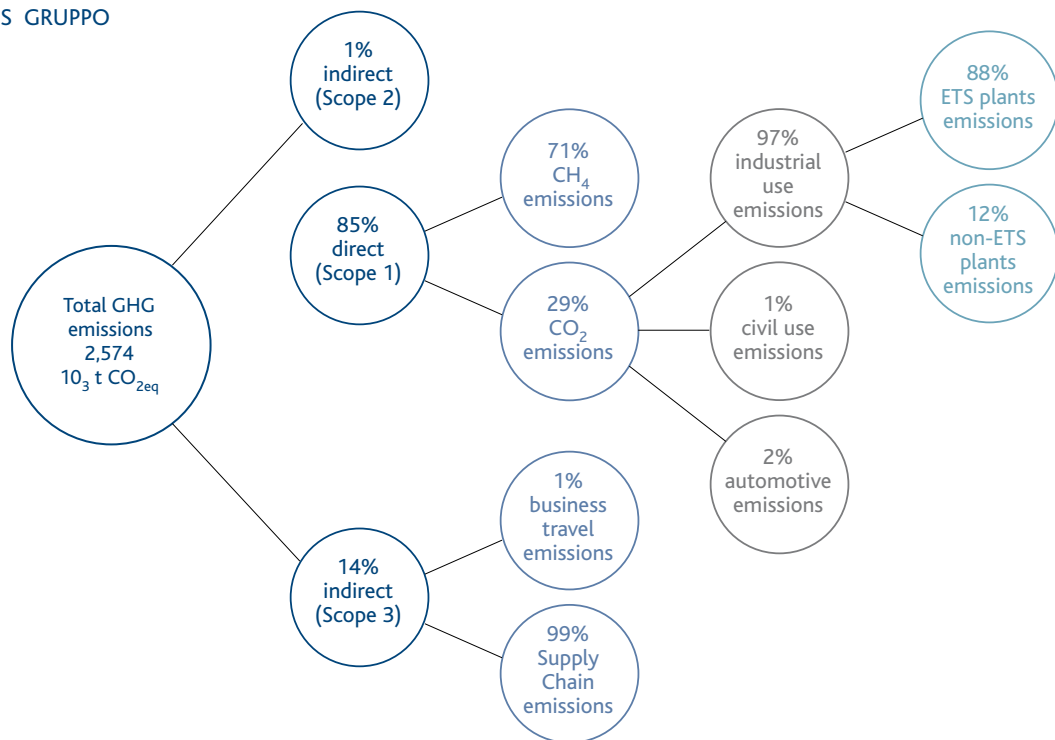 S GRUPPO
Total GHG
emissions
2,574
10₃ t CO₂eq
1%
indirect
(Scope 2)
85%
direct
(Scope 1)
14%
indirect
(Scope 3)
71%
CH₄
emissions
29%
CO₂
emissions
1%
business
travel
emissions
99%
Supply
Chain
emissions
97%
industrial
use
emissions
1%
civil use
emissions
2%
automotive
emissions
88%
ETS plants
emissions
12%
non-ETS
plants
emissions